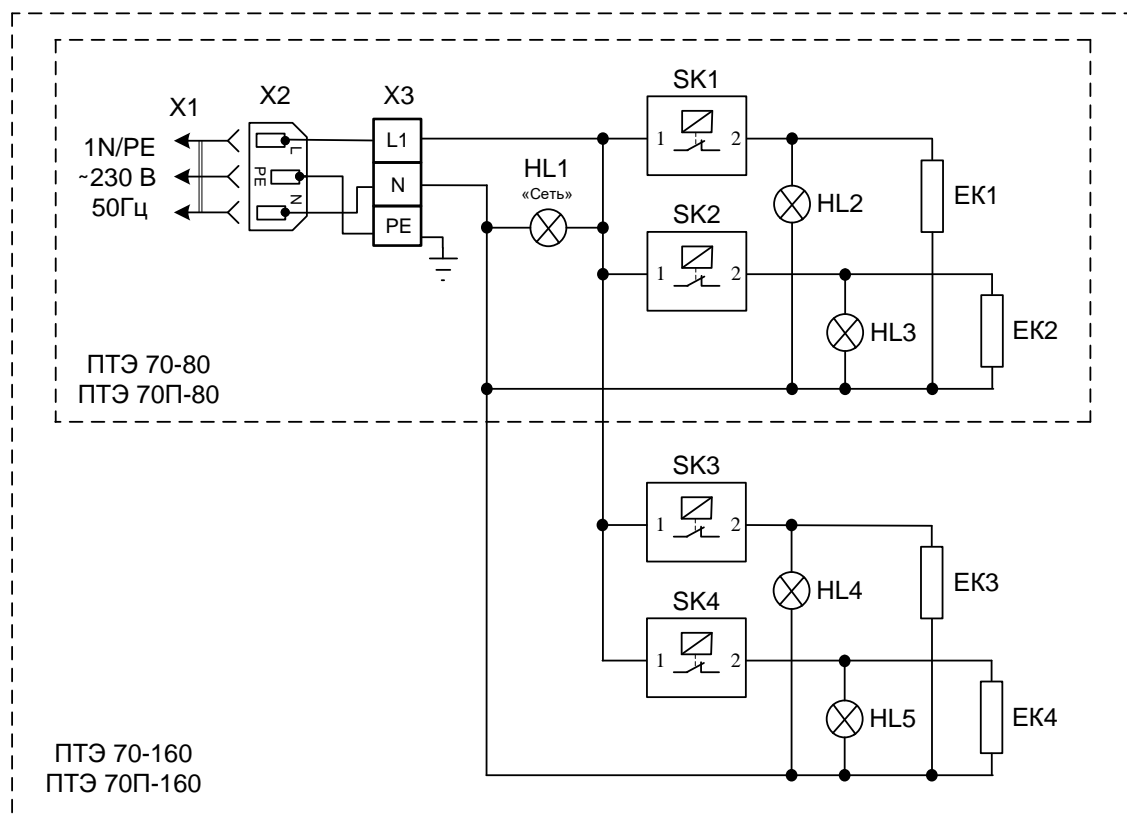 X1
X2
X3
1N/PE
~230 В
50Гц
L
PE
N
L1
N
PE
HL1
«Сеть»
SK1
1 2
HL2
EK1
SK2
1 2
HL3
EK2
ПТЭ 70-80
ПТЭ 70П-80
SK3
1 2
HL4
EK3
SK4
1 2
HL5
EK4
ПТЭ 70-160
ПТЭ 70П-160